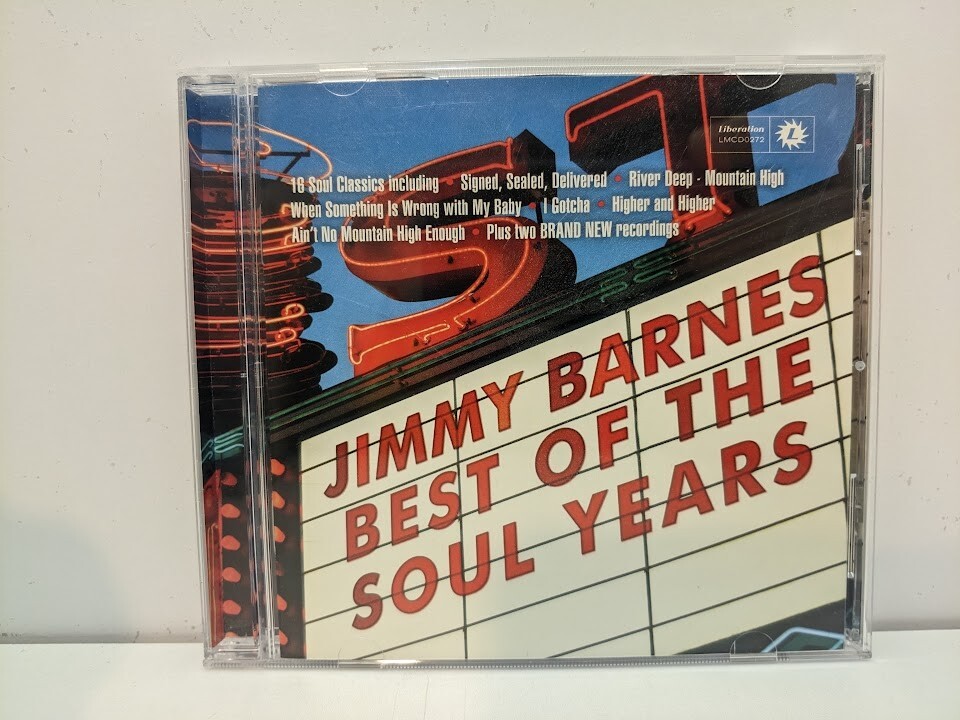 ST
Liberation
LMCD0272
L
16 Soul Classics including • Signed, Sealed, Delivered • River Deep - Mountain High
When Something Is Wrong with My Baby • I Gotcha • Higher and Higher
Ain't No Mountain High Enough • Plus two BRAND NEW recordings
JIMMY BARNES
BEST OF THE
SOUL YEARS